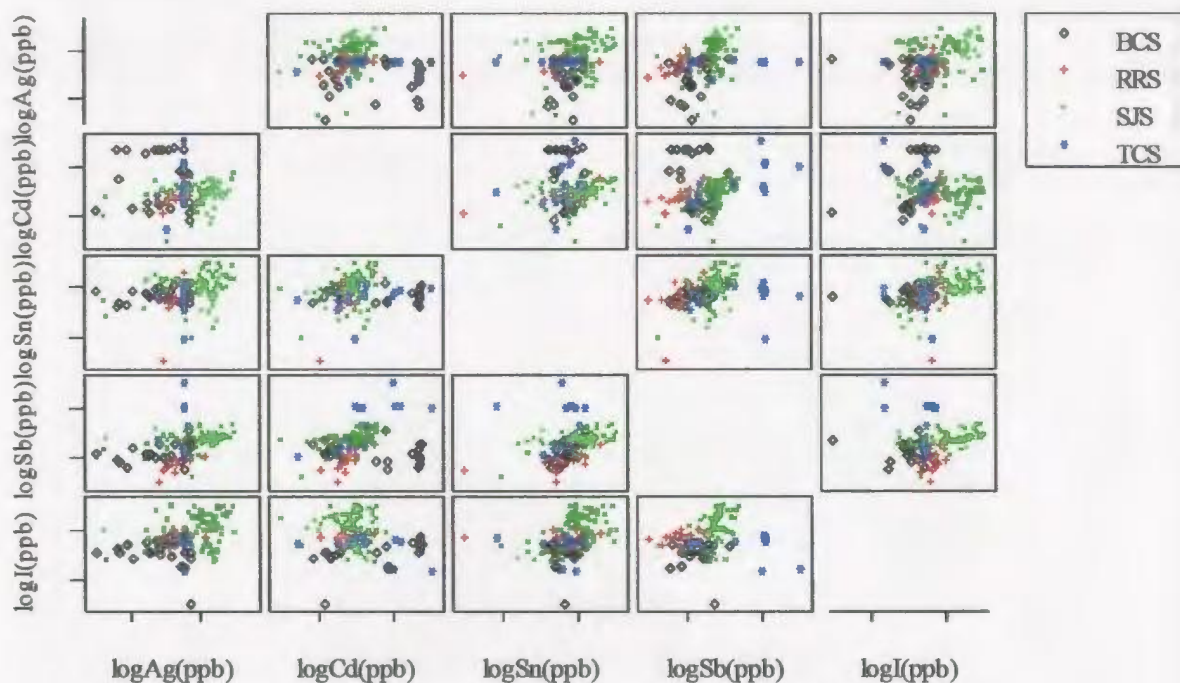 logAg(ppb)
logCd(ppb)
logSn(ppb)
logSb(ppb)
logI(ppb)
BCS
RRS
SJS
TCS
logAg(ppb) logCd(ppb) logSn(ppb) logSb(ppb) logI(ppb)